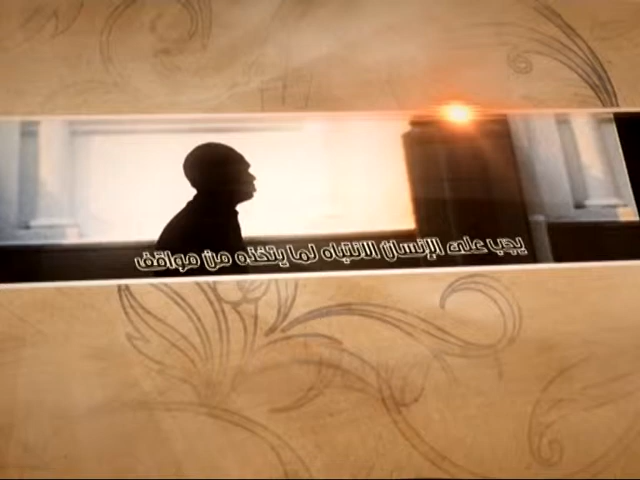 يجب على الإنسان الانتباه لما يتخذه من مواقف